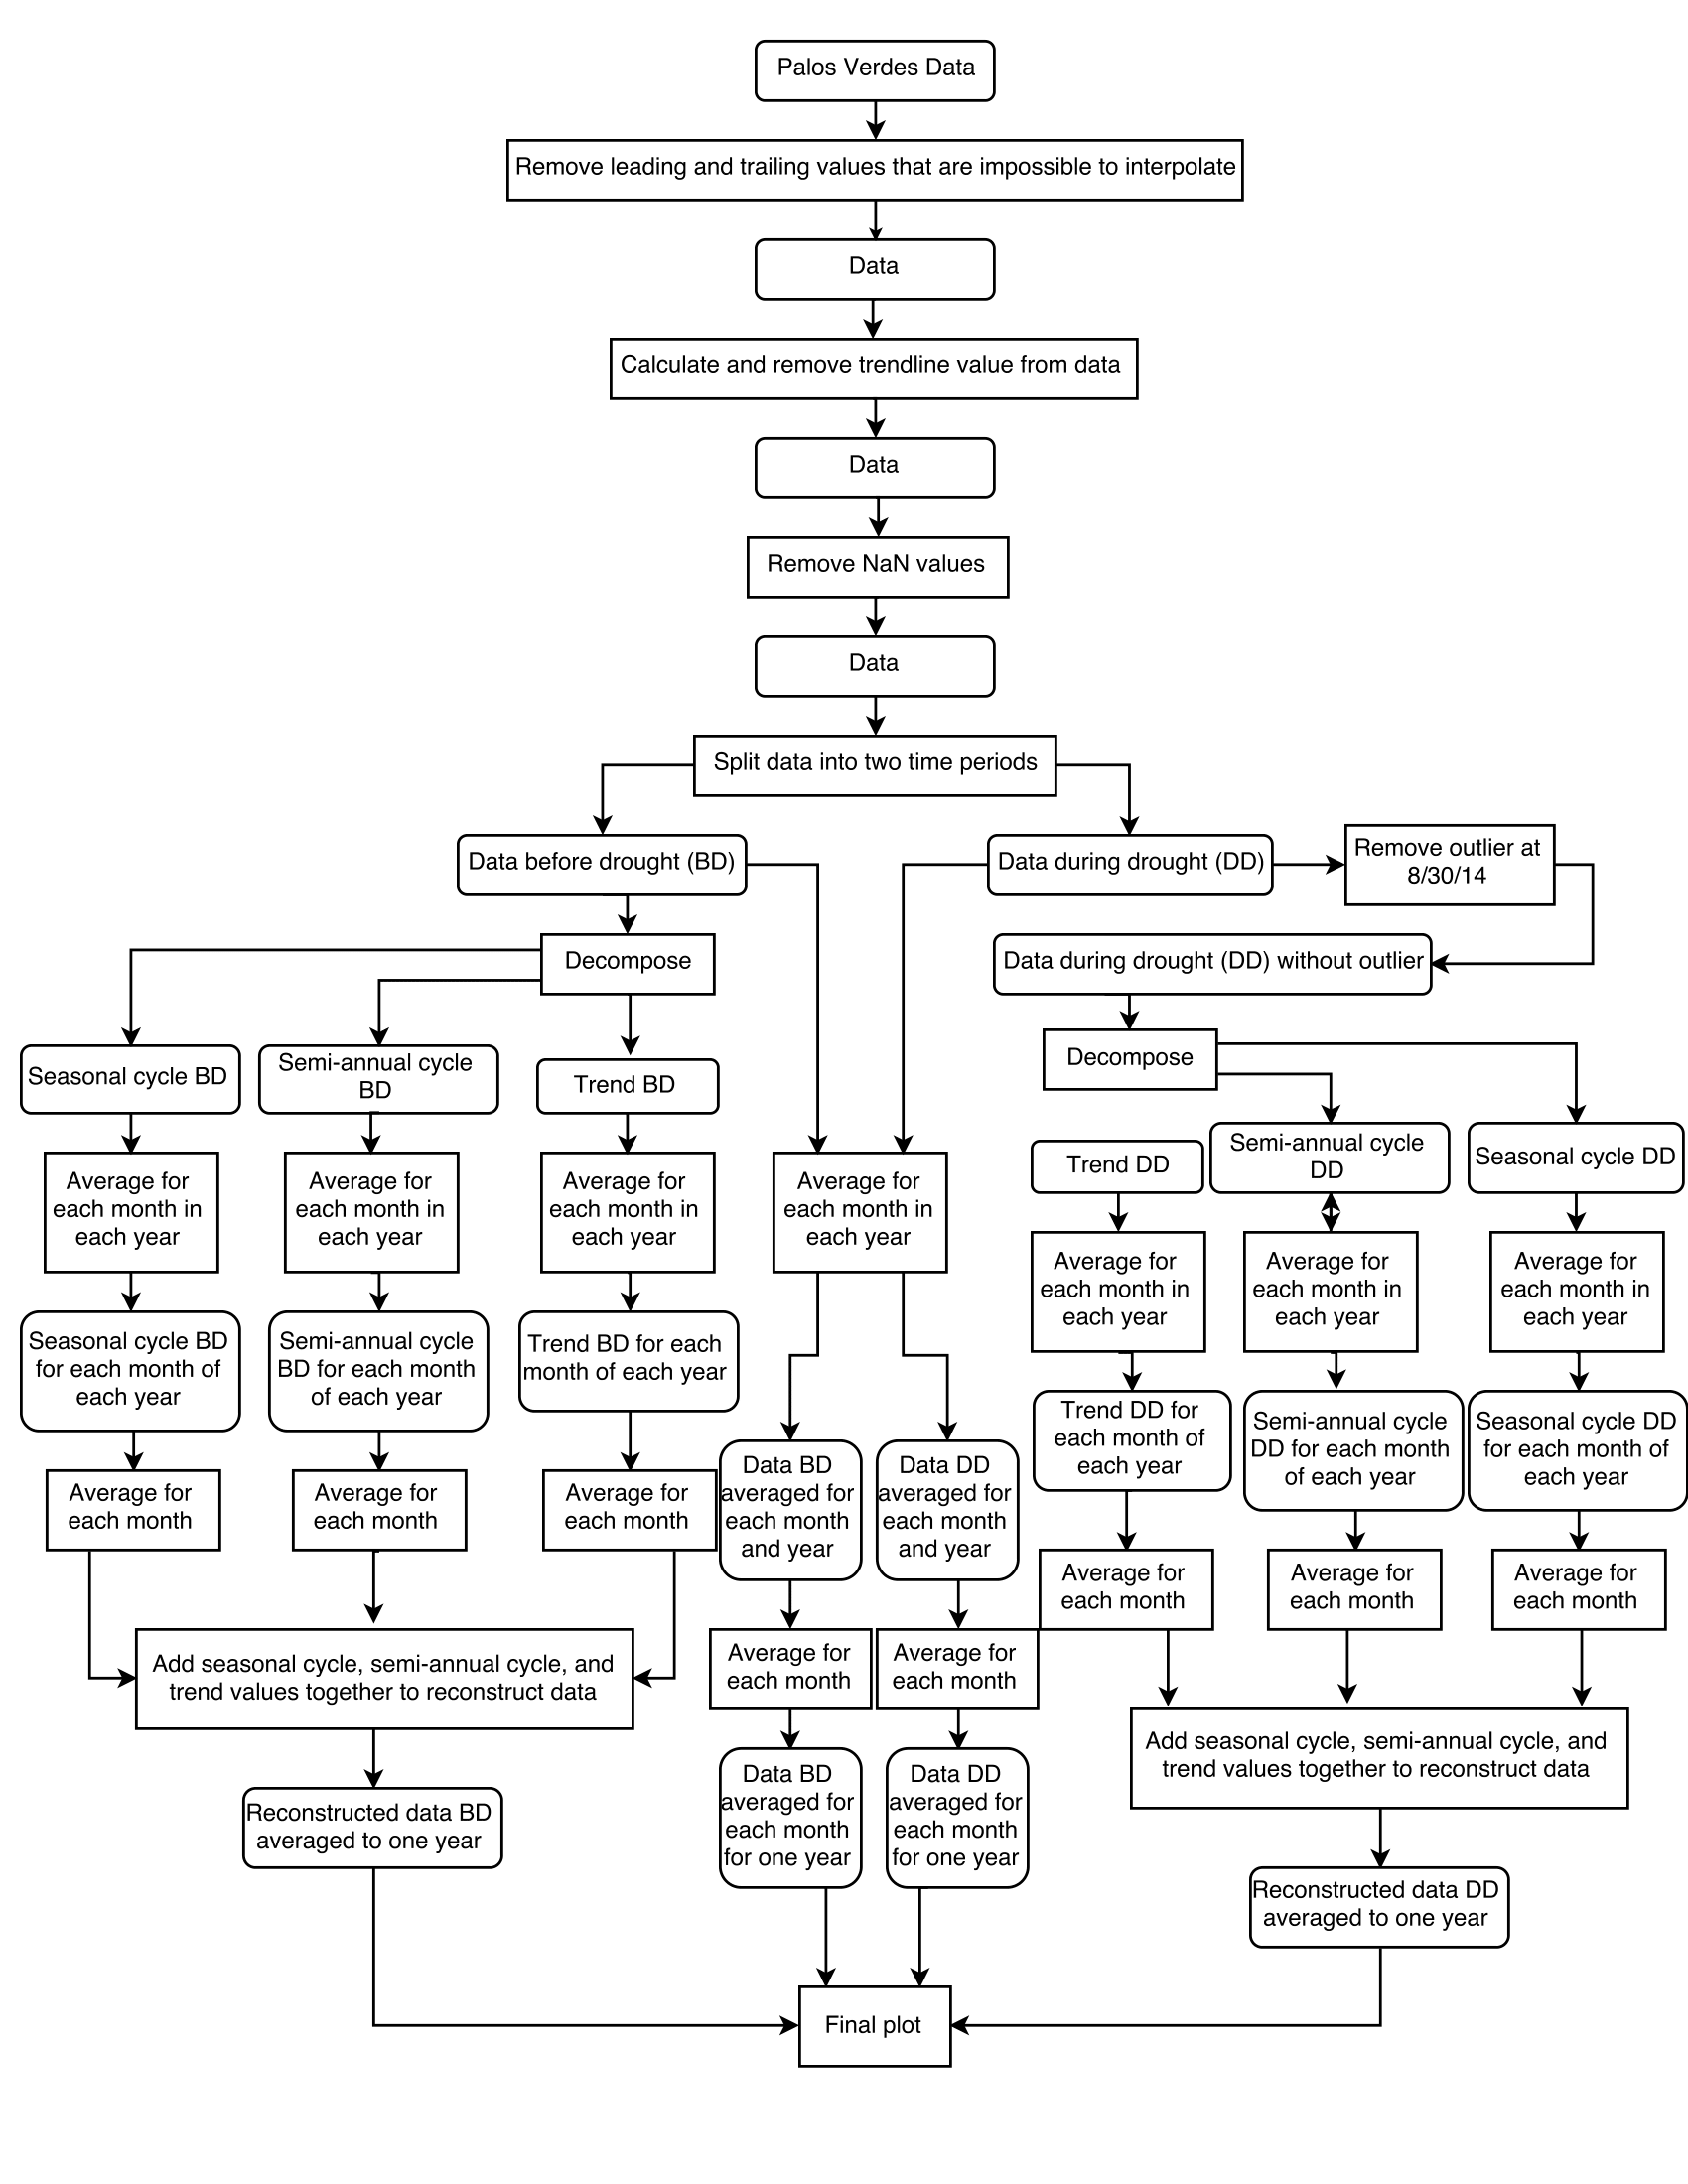 Palos Verdes Data
Remove leading and trailing values that are impossible to interpolate
Data
Calculate and remove trendline value from data
Data
Remove NaN values
Data
Split data into two time periods
Data before drought (BD)
Data during drought (DD)
Remove outlier at
8/30/14
Decompose
Data during drought (DD) without outlier
Decompose
Seasonal cycle BD
Semi-annual cycle
BD
Trend BD
Trend DD
Semi-annual cycle
DD
Seasonal cycle DD
Average for
each month in
each year
Average for
each month in
each year
Average for
each month in
each year
Average for
each month in
each year
Average for
each month in
each year
Average for
each month in
each year
Average for
each month in
each year
Seasonal cycle BD
for each month of
each year
Semi-annual cycle
BD for each month
of each year
Trend BD for each
month of each year
Trend DD for
each month of
each year
Semi-annual cycle
DD for each month
of each year
Seasonal cycle DD
for each month of
each year
Average for
each month
Average for
each month
Average for
each month
Data BD
averaged for
each month
and year
Data DD
averaged for
each month
and year
Average for
each month
Average for
each month
Average for
each month
Add seasonal cycle, semi-annual cycle, and
trend values together to reconstruct data
Average for
each month
Average for
each month
Add seasonal cycle, semi-annual cycle, and
trend values together to reconstruct data
Reconstructed data BD
averaged to one year
Data BD
averaged for
each month
for one year
Data DD
averaged for
each month
for one year
Reconstructed data DD
averaged to one year
Final plot